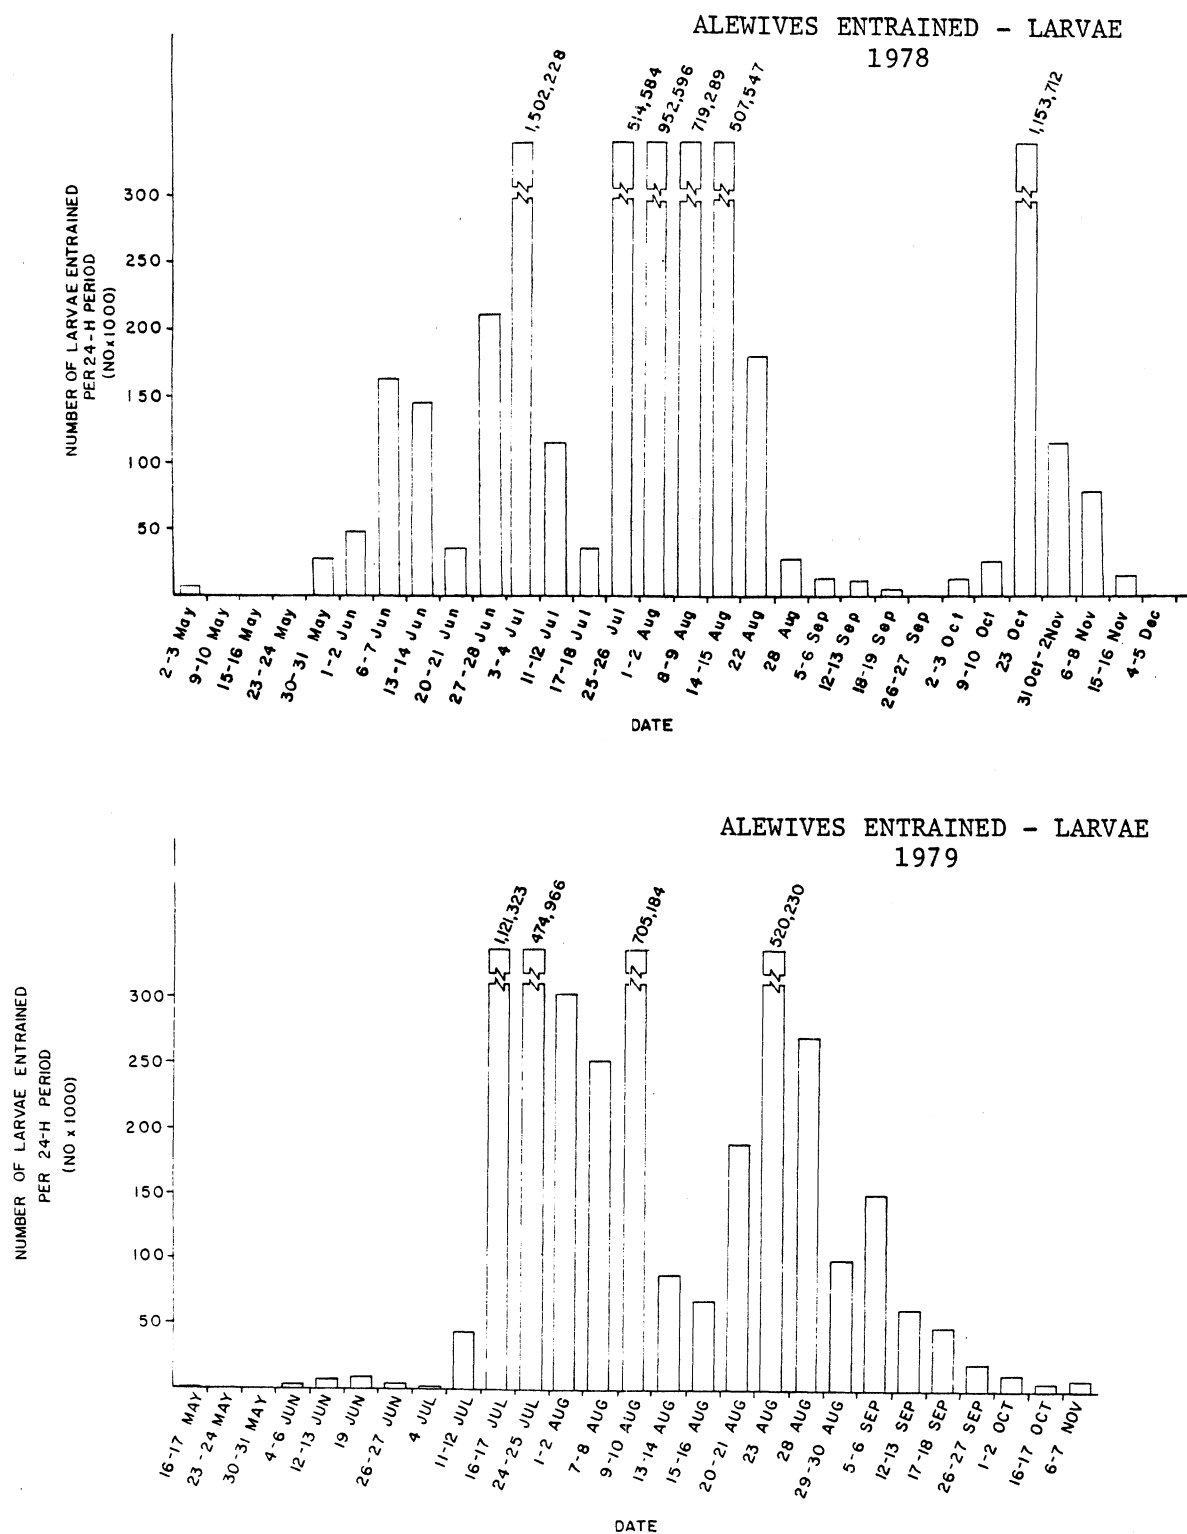 ALEWIVES ENTRAINED - LARVAE
1978
1,502,228
514,584
952,596
719,289
507,547
1,153,712
NUMBER OF LARVAE ENTRAINED
PER 24-H PERIOD
(NO x 1000)
300
250
200
150
100
50
2-3 May
9-10 May
15-16 May
23-24 May
30-31 May
1-2 Jun
6-7 Jun
13-14 Jun
20-21 Jun
27-28 Jun
3-4 Jul
11-12 Jul
17-18 Jul
25-26 Jul
1-2 Aug
8-9 Aug
14-15 Aug
22 Aug
28 Aug
5-6 Sep
12-13 Sep
18-19 Sep
26-27 Sep
2-3 Oct
9-10 Oct
23 Oct
31 Oct-2Nov
6-8 Nov
15-16 Nov
4-5 Dec
DATE
ALEWIVES ENTRAINED - LARVAE
1979
1,121,323
474,966
705,184
520,230
NUMBER OF LARVAE ENTRAINED
PER 24-H PERIOD
(NO x 1000)
300
250
200
150
100
50
16-17 MAY
23-24 MAY
30-31 MAY
4-6 JUN
12-13 JUN
19 JUN
26-27 JUN
4 JUL
11-12 JUL
16-17 JUL
24-25 JUL
1-2 AUG
7-8 AUG
9-10 AUG
13-14 AUG
15-16 AUG
20-21 AUG
23 AUG
28 AUG
29-30 AUG
5-6 SEP
12-13 SEP
17-18 SEP
26-27 SEP
1-2 OCT
16-17 OCT
6-7 NOV
DATE